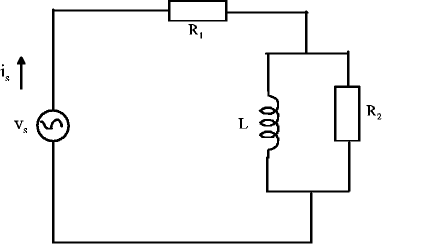 R₁
iₛ
vₛ
L
R₂